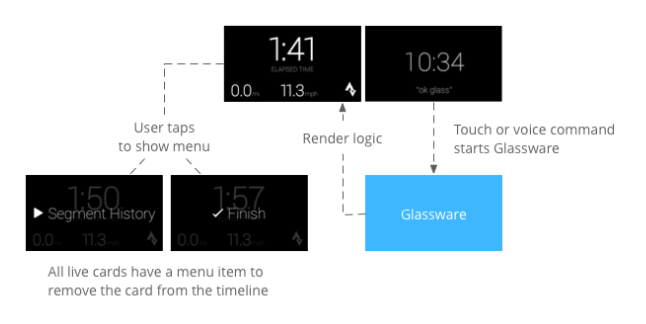 1:41
ELAPSED TIME
0.0mi 11.3mph
10:34
"ok glass"
User taps
to show menu
Render logic
Touch or voice command
starts Glassware
1:50
Segment History
0.0mi 11.3mph
1:57
Finish
0.0mi 11.3mph
Glassware
All live cards have a menu item to
remove the card from the timeline